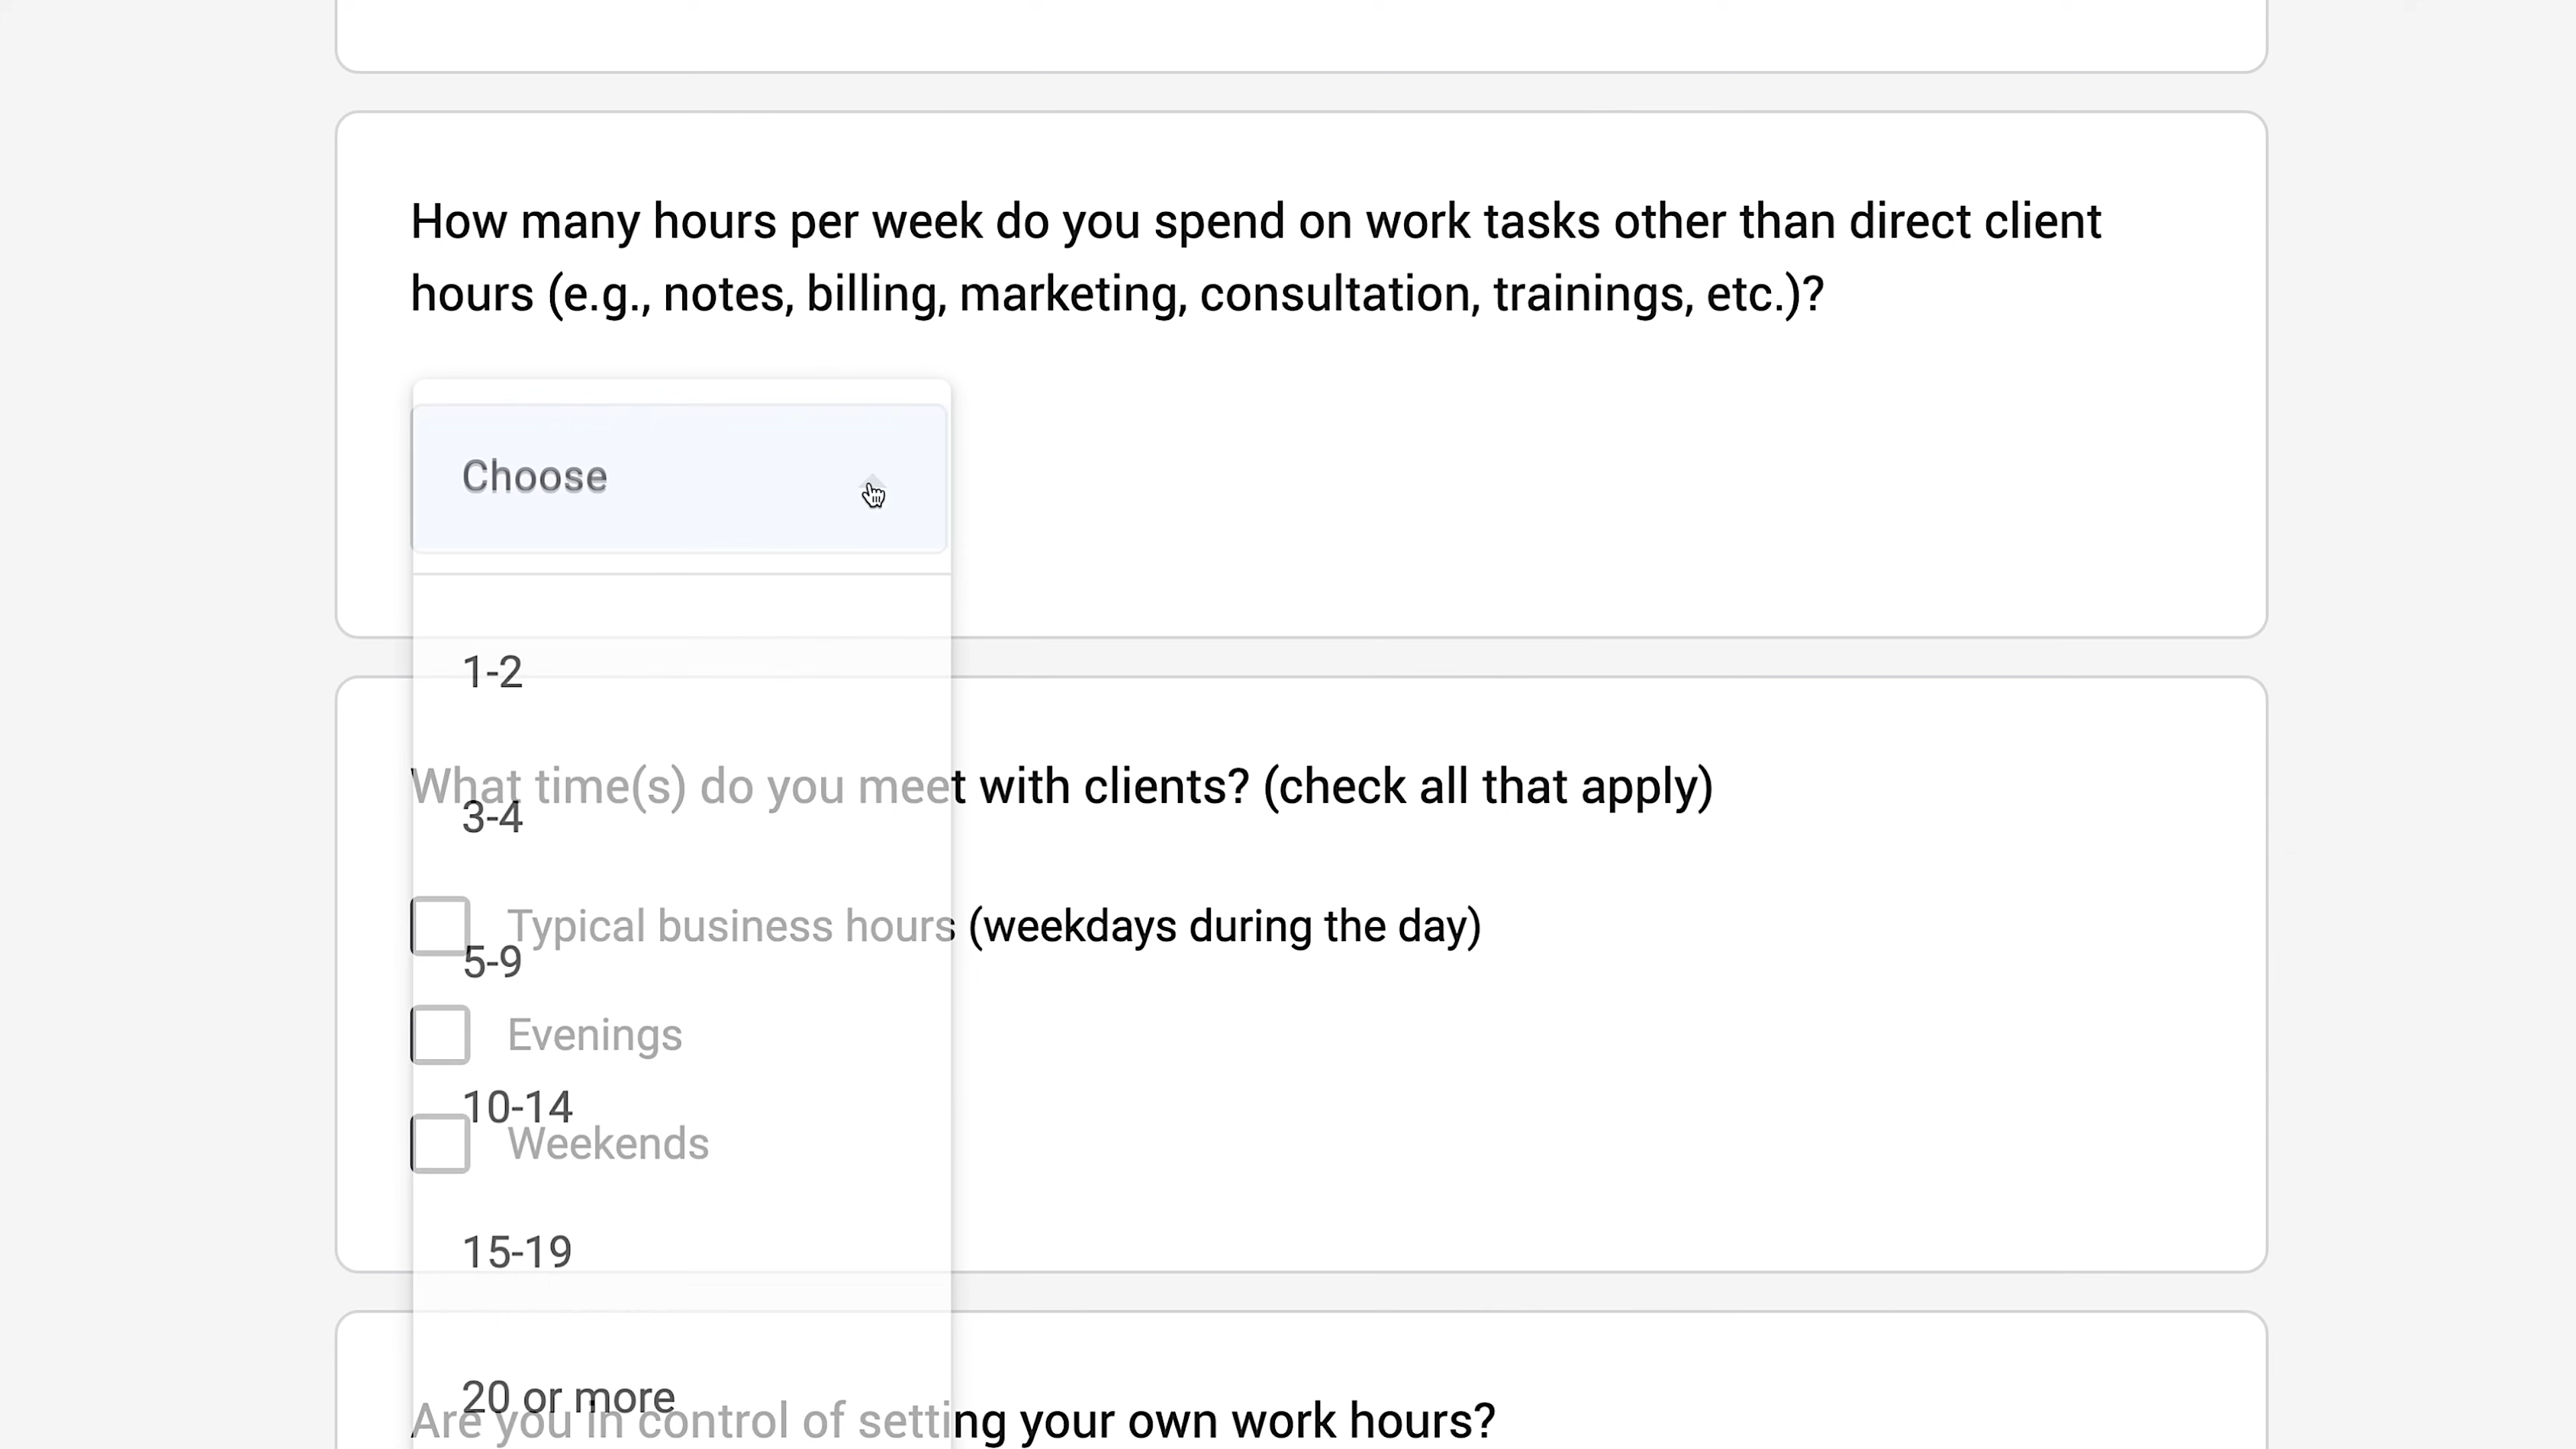 How many hours per week do you spend on work tasks other than direct client
hours (e.g., notes, billing, marketing, consultation, trainings, etc.)?
Choose
1-2
What time(s) do you meet with clients? (check all that apply)
3-4
Typical business hours (weekdays during the day)
5-9
Evenings
10-14
Weekends
15-19
20 or more
Are you in control of setting your own work hours?